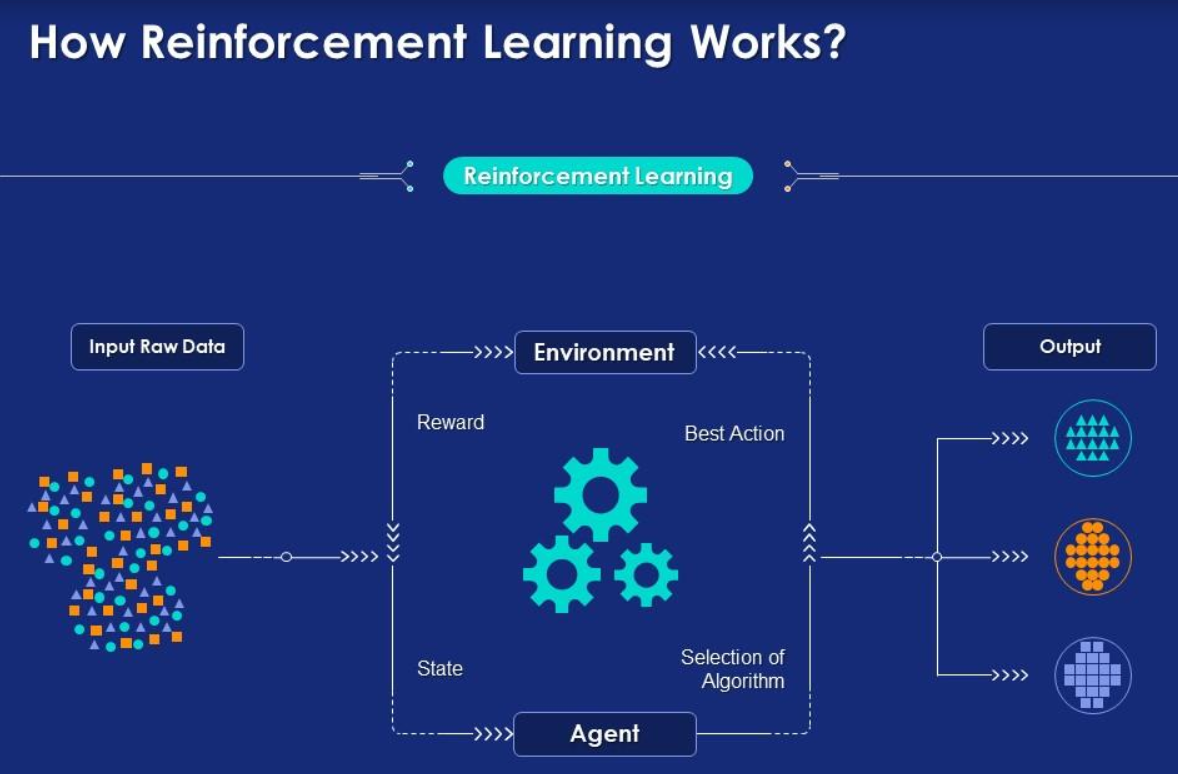 How Reinforcement Learning Works?
Reinforcement Learning
Input Raw Data
Environment
Output
Reward
Best Action
State
Selection of
Algorithm
Agent